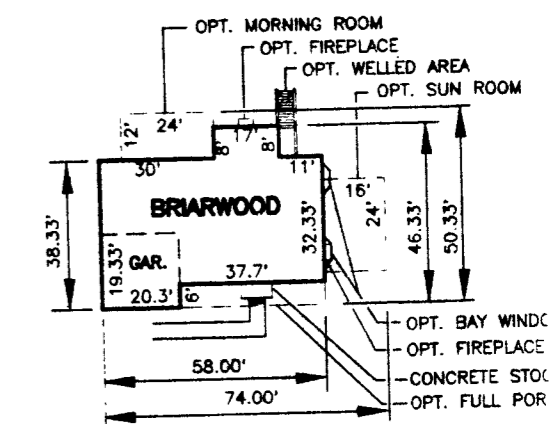 OPT. MORNING ROOM
OPT. FIREPLACE
OPT. WELLED AREA
OPT. SUN ROOM
24'
12'
17'
8'
8'
30'
11'
16'
BRIARWOOD
38.33'
32.33'
24'
46.33'
50.33'
GAR.
19.33'
37.7'
20.3'
6'
OPT. BAY WINDO
OPT. FIREPLACE
58.00'
CONCRETE STOO
74.00'
OPT. FULL POR